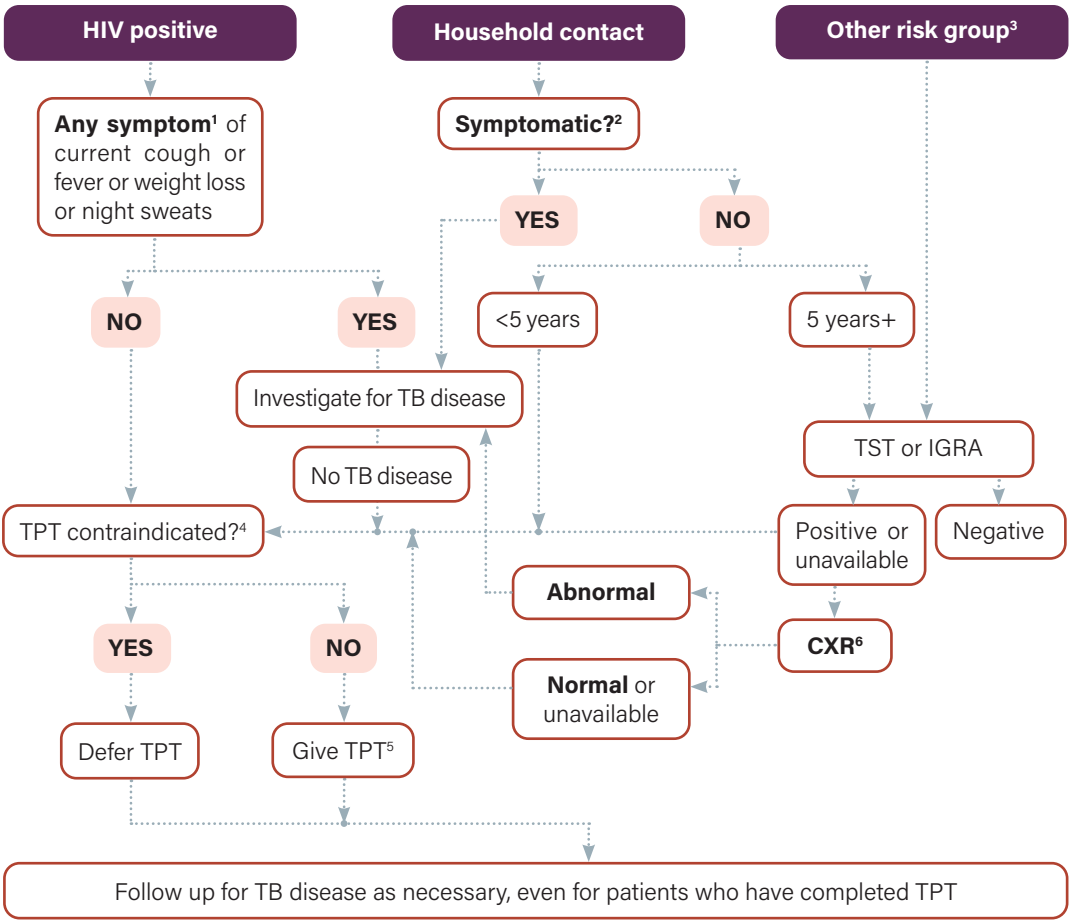 HIV positive
Household contact
Other risk group³
Any symptom¹ of
current cough or
fever or weight loss
or night sweats
Symptomatic?²
YES
NO
NO
YES
<5 years
5 years+
Investigate for TB disease
TST or IGRA
No TB disease
TPT contraindicated?⁴
Positive or
unavailable
Negative
Abnormal
CXR⁶
YES
NO
Normal or
unavailable
Defer TPT
Give TPT⁵
Follow up for TB disease as necessary, even for patients who have completed TPT